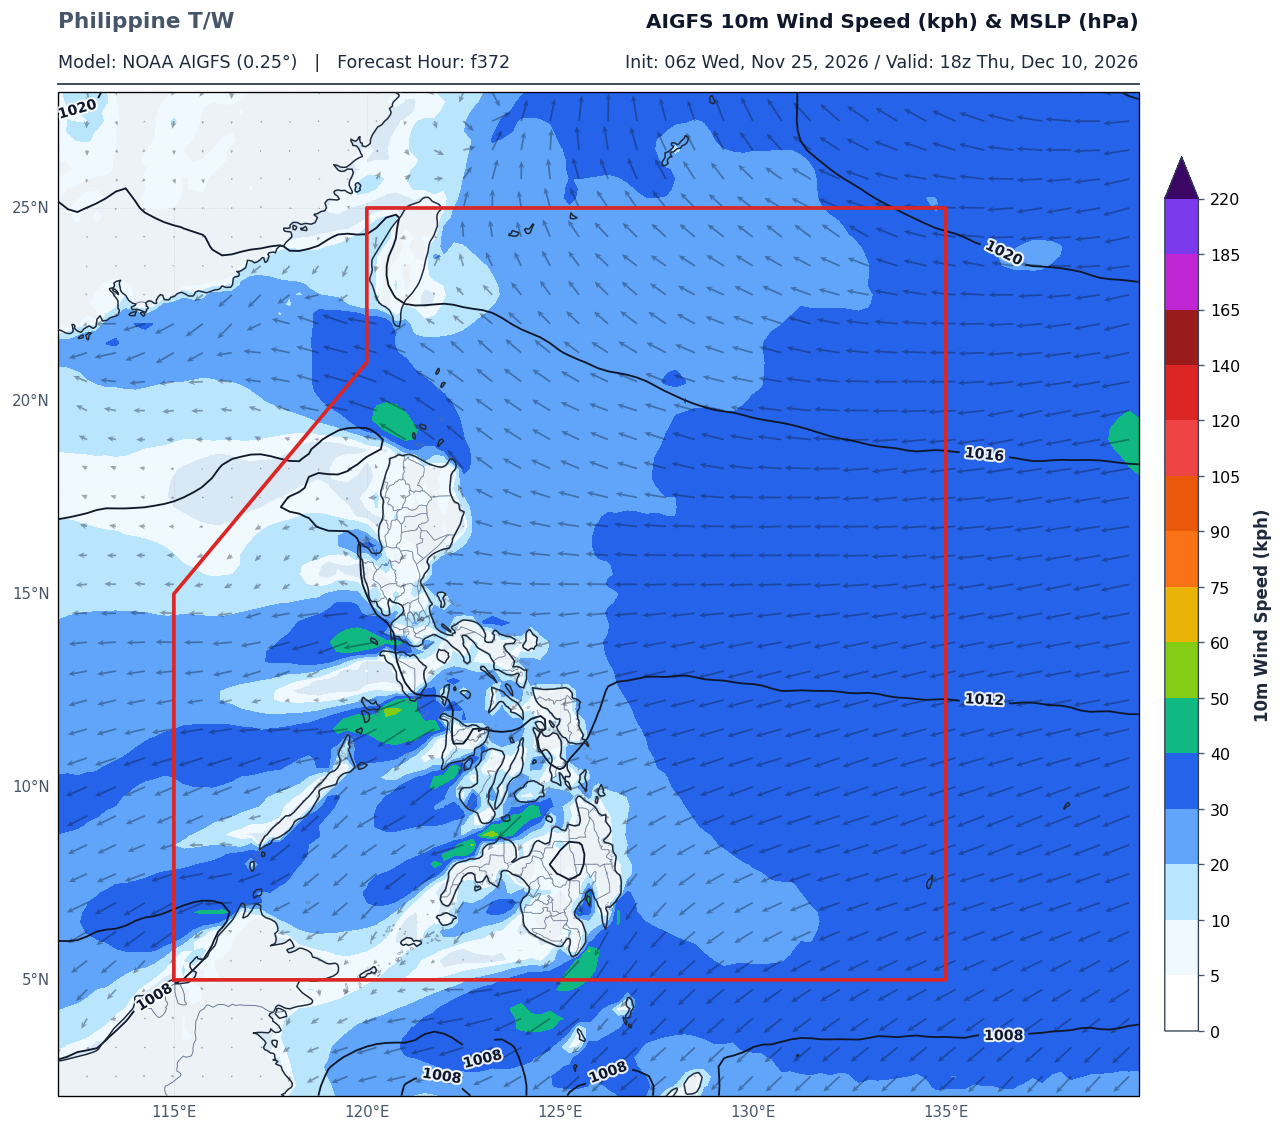 Philippine T/W
AIGFS 10m Wind Speed (kph) & MSLP (hPa)
Model: NOAA AIGFS (0.25°) | Forecast Hour: f372
Init: 06z Wed, Nov 25, 2026 / Valid: 18z Thu, Dec 10, 2026
1020
1020
1016
1012
1008
1008
1008
1008
1008
25°N
20°N
15°N
10°N
5°N
115°E
120°E
125°E
130°E
135°E
220
185
165
140
120
105
90
75
60
50
40
30
20
10
5
0
10m Wind Speed (kph)